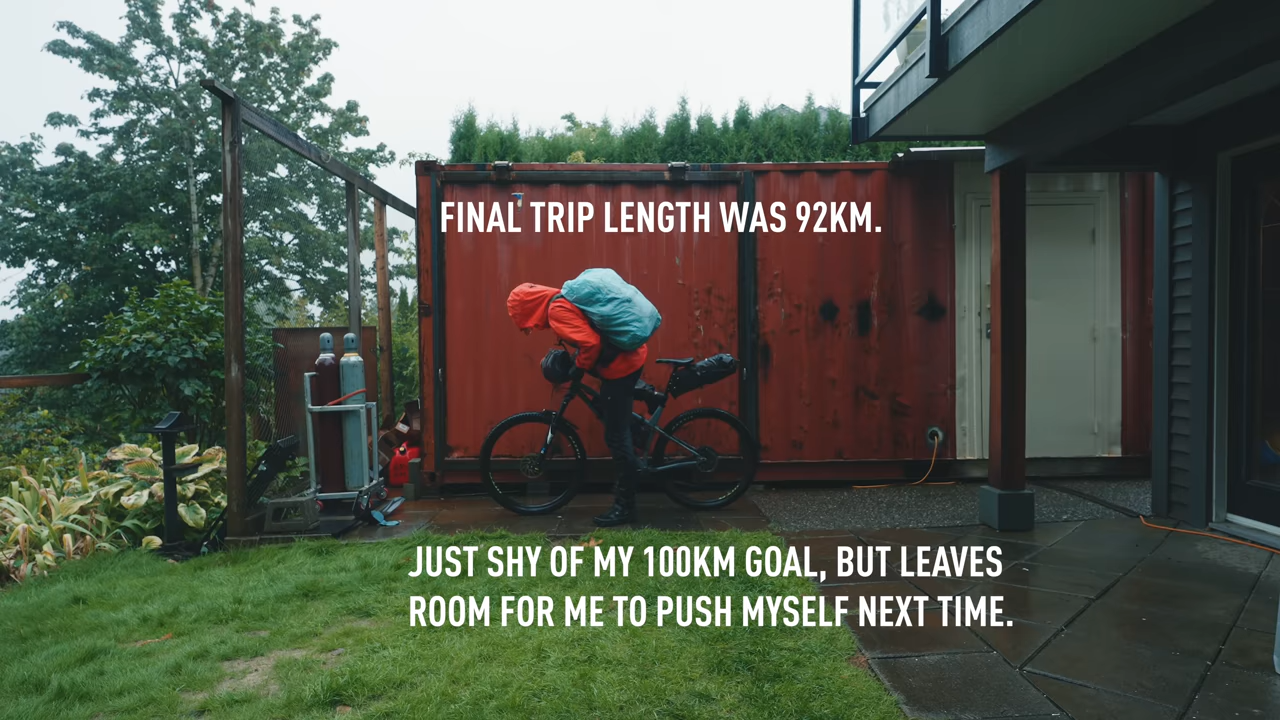 FINAL TRIP LENGTH WAS 92KM.
JUST SHY OF MY 100KM GOAL, BUT LEAVES
ROOM FOR ME TO PUSH MYSELF NEXT TIME.